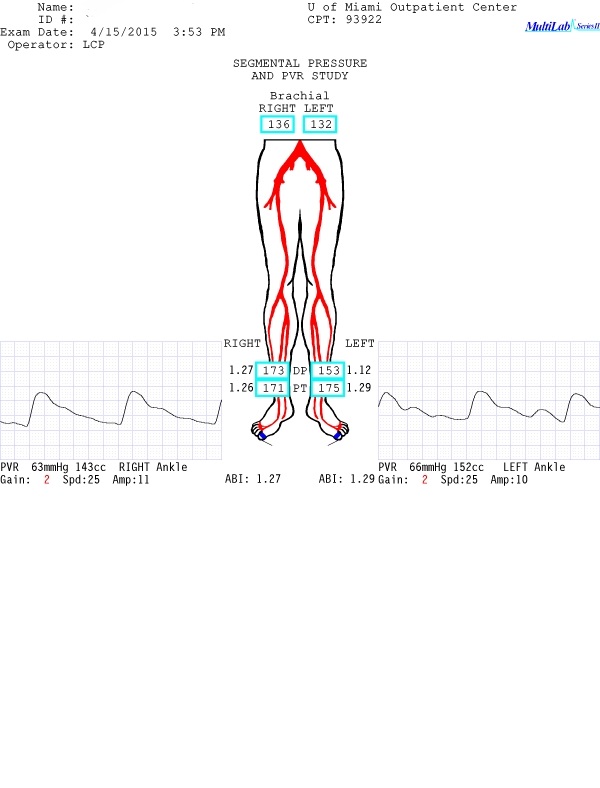 Name:
ID #:
Exam Date: 4/15/2015 3:53 PM
Operator: LCP
U of Miami Outpatient Center
CPT: 93922
MultiLab Series II
SEGMENTAL PRESSURE
AND PVR STUDY
Brachial
RIGHT LEFT
136 132
RIGHT LEFT
1.27 173 DP 153 1.12
1.26 171 PT 175 1.29
PVR 63mmHg 143cc RIGHT Ankle
Gain: 2 Spd:25 Amp:11
ABI: 1.27 ABI: 1.29
PVR 66mmHg 152cc LEFT Ankle
Gain: 2 Spd:25 Amp:10